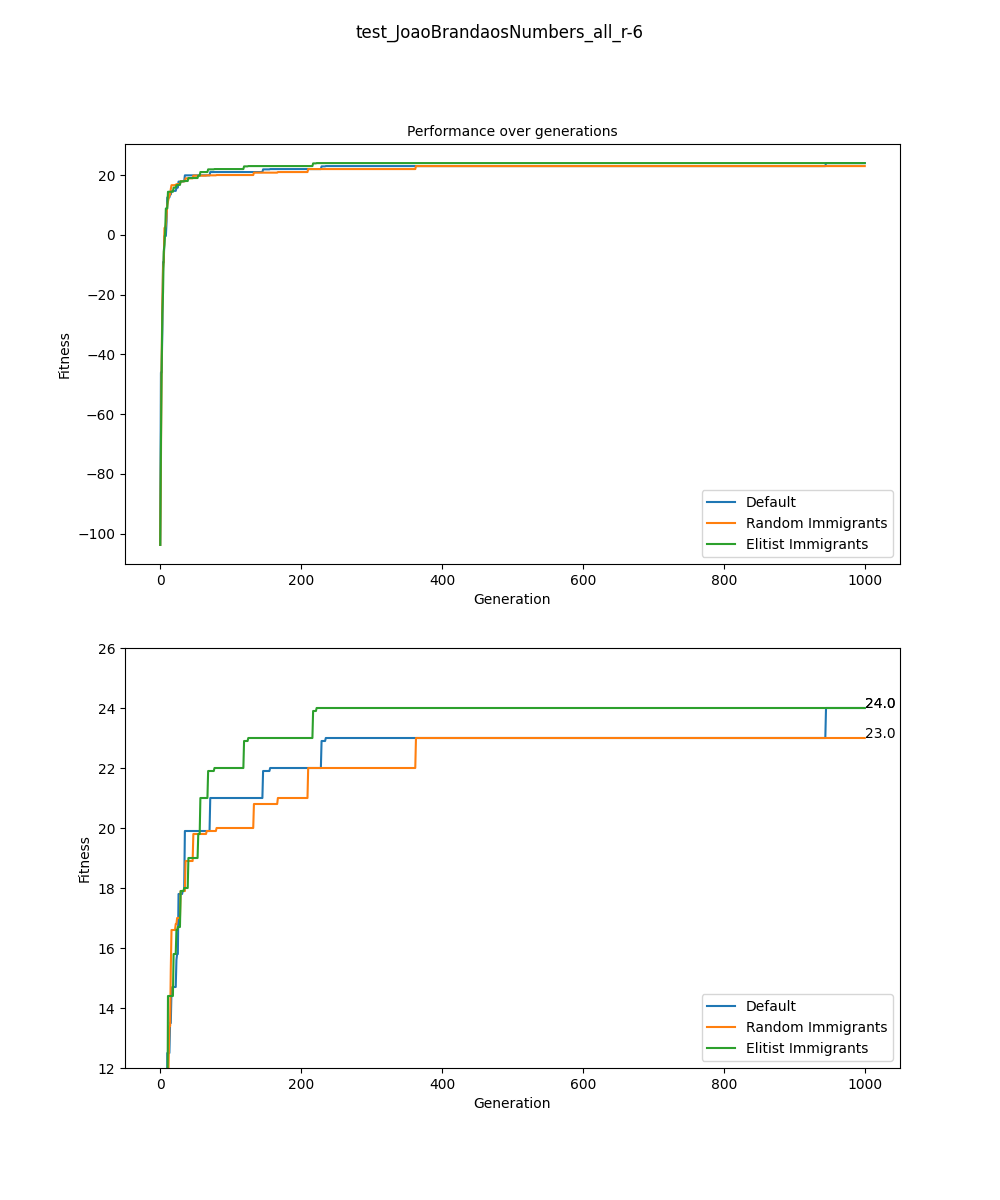 test_JoaoBrandaosNumbers_all_r-6
Performance over generations
Fitness
20
0
−20
−40
−60
−80
−100
Default
Random Immigrants
Elitist Immigrants
0 200 400 600 800 1000
Generation
Fitness
26
24
22
20
18
16
14
12
24.0
23.0
Default
Random Immigrants
Elitist Immigrants
0 200 400 600 800 1000
Generation